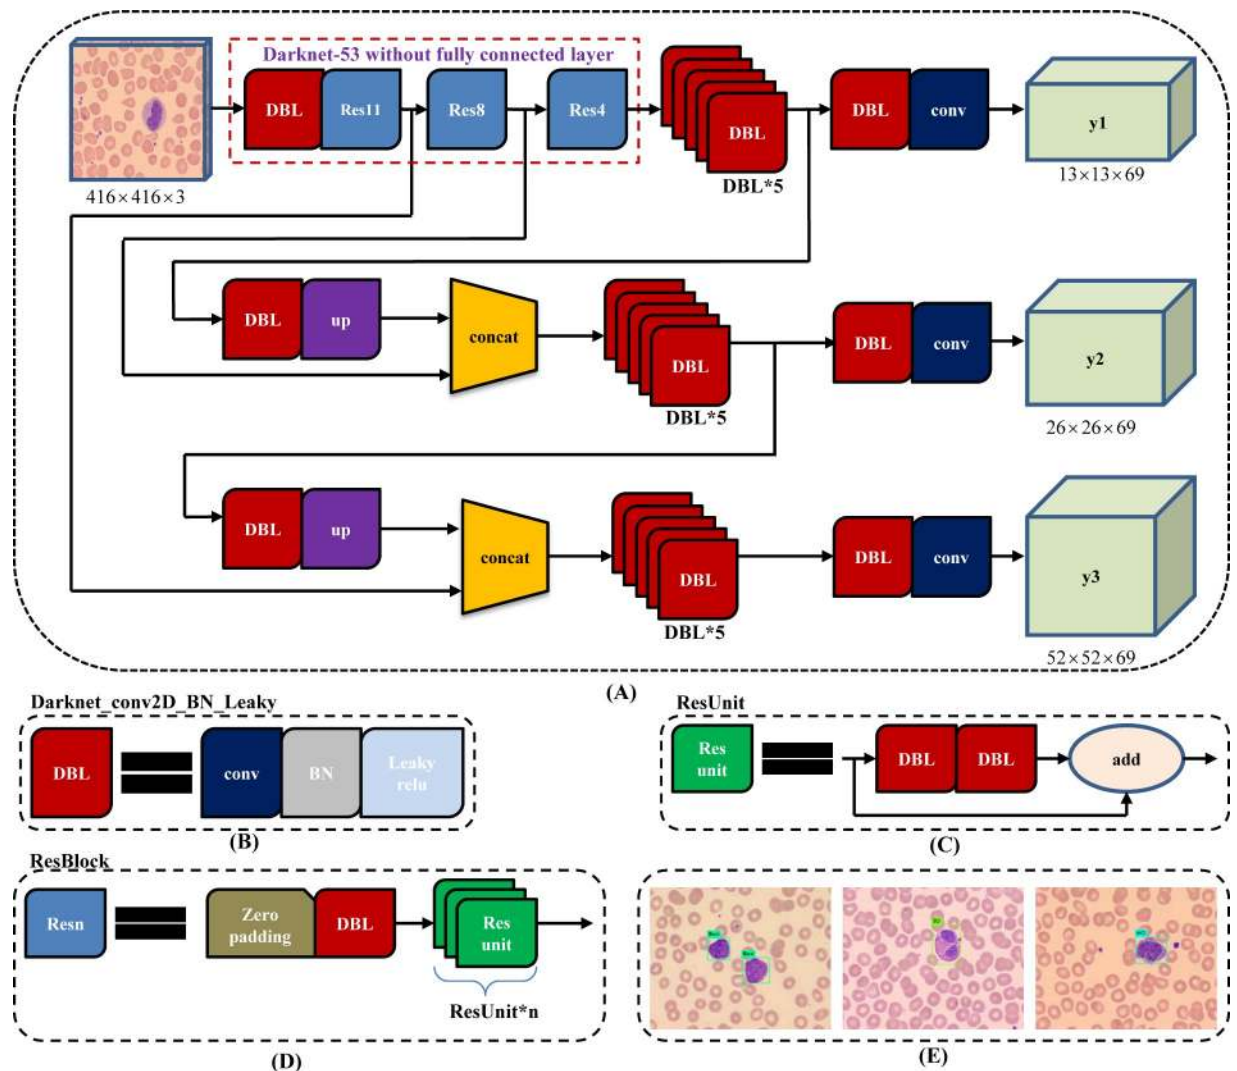 Darknet-53 without fully connected layer
DBL Res11 Res8 Res4 DBL DBL conv y1
416×416×3
DBL*5
13×13×69
DBL up concat DBL DBL conv y2
DBL*5
26×26×69
DBL up concat DBL DBL conv y3
DBL*5
52×52×69
(A)
Darknet_conv2D_BN_Leaky
DBL conv BN Leaky
relu
(B)
ResUnit
Res
unit
DBL DBL add
(C)
ResBlock
Resn
Zero
padding
DBL
Res
unit
ResUnit*n
(D)
(E)